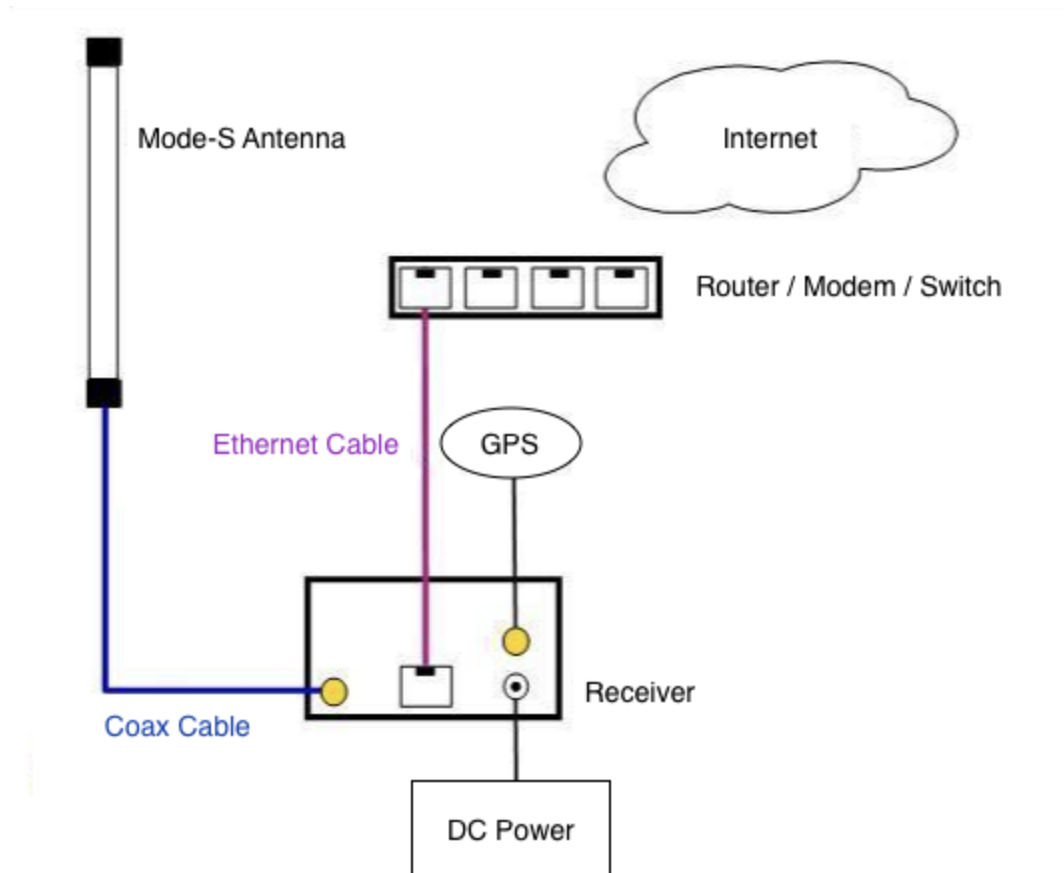 Mode-S Antenna
Internet
Router / Modem / Switch
Ethernet Cable
GPS
Receiver
Coax Cable
DC Power